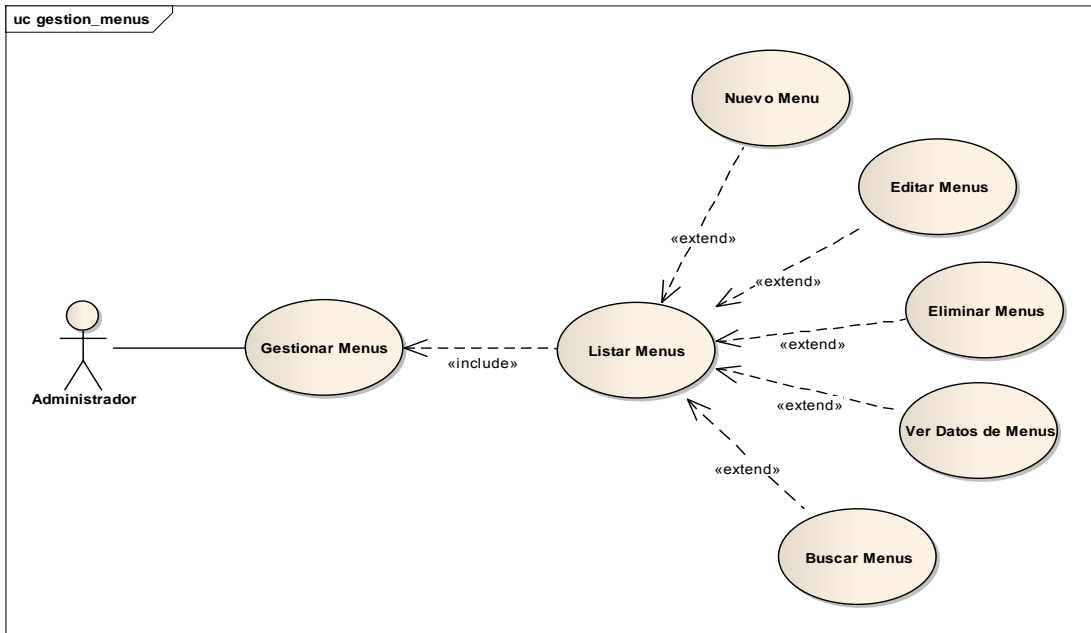 uc gestion_menus
Nuevo Menu
Editar Menus
«extend»
«extend»
Eliminar Menus
«extend»
Gestionar Menus
Listar Menus
«include»
Administrador
«extend»
Ver Datos de Menus
«extend»
Buscar Menus